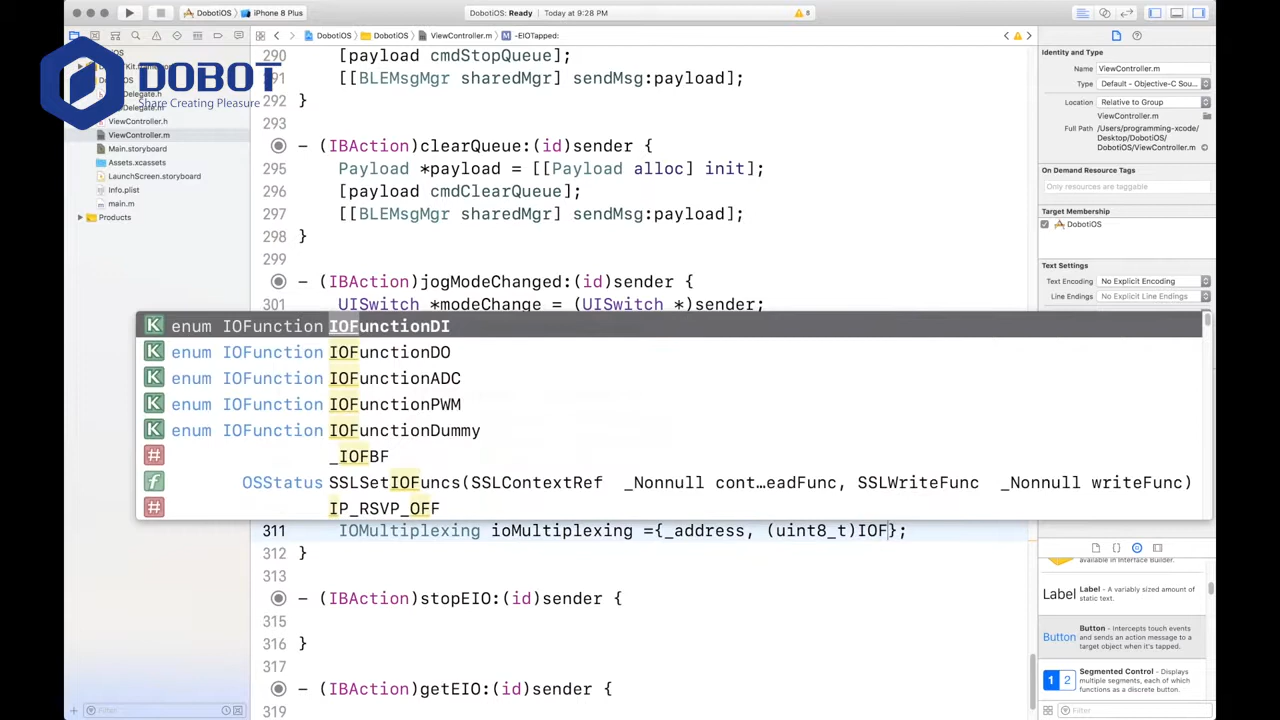 DobotiOS
iPhone 8 Plus
DobotiOS: Ready
Today at 9:28 PM
5
DobotiOS
DobotiOS
ViewController.m
-EIOTapped:
DOBOT
Share Creating Pleasure
ViewController.h
ViewController.m
Main.storyboard
Assets.xcassets
LaunchScreen.storyboard
Info.plist
main.m
Products
Filter
290 [payload cmdStopQueue];
291 [[BLEMsgMgr sharedMgr] sendMsg:payload];
292 }
293
- (IBAction)clearQueue:(id)sender {
295 Payload *payload = [[Payload alloc] init];
296 [payload cmdClearQueue];
297 [[BLEMsgMgr sharedMgr] sendMsg:payload];
298 }
299
- (IBAction)jogModeChanged:(id)sender {
301 UISwitch *modeChange = (UISwitch *)sender;
K enum IOFunction IOFunctionDI
K enum IOFunction IOFunctionDO
K enum IOFunction IOFunctionADC
K enum IOFunction IOFunctionPWM
K enum IOFunction IOFunctionDummy
# _IOFBF
f OSStatus SSLSetIOFuncs(SSLContextRef _Nonnull cont…eadFunc, SSLWriteFunc _Nonnull writeFunc)
# IP_RSVP_OFF
311 IOMultiplexing ioMultiplexing ={_address, (uint8_t)IOF};
312 }
313
- (IBAction)stopEIO:(id)sender {
315
316 }
317
- (IBAction)getEIO:(id)sender {
319
Identity and Type
Name ViewController.m
Type Default - Objective-C Sou...
Location Relative to Group
ViewController.m
Full Path /Users/programming-xcode/
Desktop/DobotiOS/
DobotiOS/ViewController.m
On Demand Resource Tags
Only resources are taggable
Target Membership
DobotiOS
Text Settings
Text Encoding No Explicit Encoding
Line Endings No Explicit Line Endings
available in Interface Builder.
Label Label - A variably sized amount of
static text.
Button Button - Intercepts touch events
and sends an action message to a
target object when it's tapped.
1 2 Segmented Control - Displays
multiple segments, each of which
functions as a discrete button.
Filter